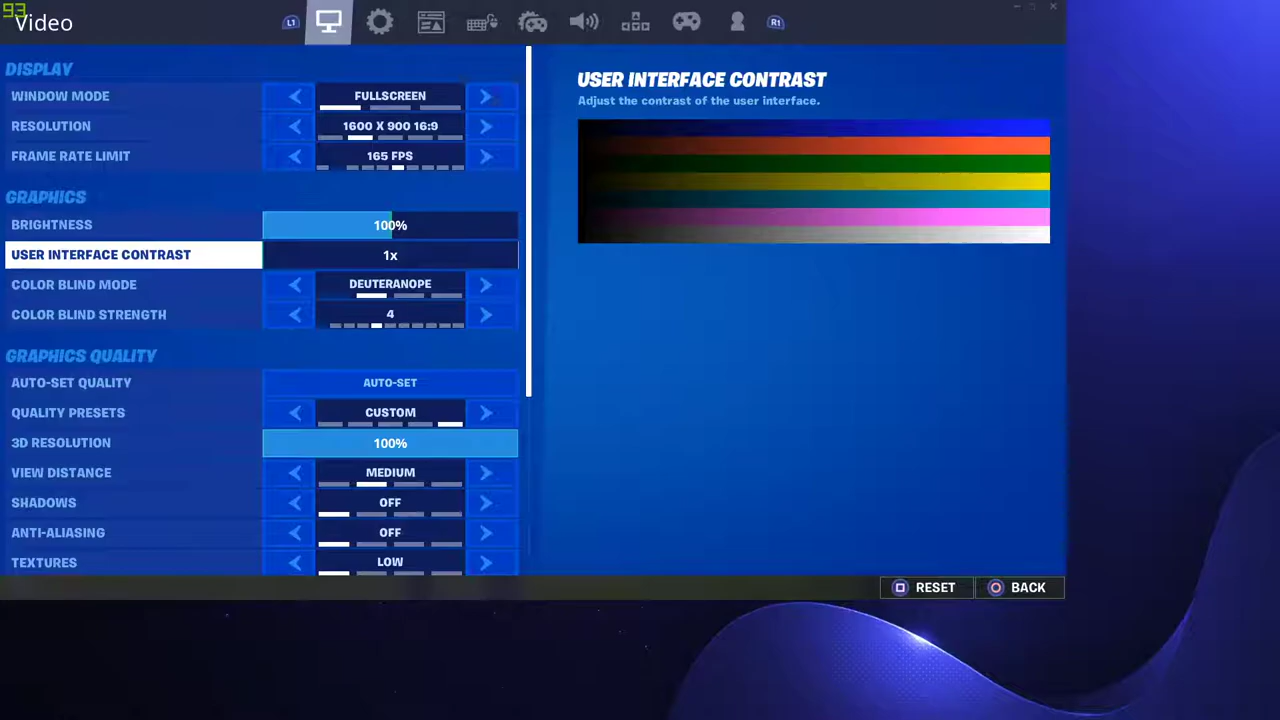 93
Video
L1
R1
DISPLAY
WINDOW MODE
FULLSCREEN
RESOLUTION
1600 X 900 16:9
FRAME RATE LIMIT
165 FPS
GRAPHICS
BRIGHTNESS
100%
USER INTERFACE CONTRAST
1x
COLOR BLIND MODE
DEUTERANOPE
COLOR BLIND STRENGTH
4
GRAPHICS QUALITY
AUTO-SET QUALITY
AUTO-SET
QUALITY PRESETS
CUSTOM
3D RESOLUTION
100%
VIEW DISTANCE
MEDIUM
SHADOWS
OFF
ANTI-ALIASING
OFF
TEXTURES
LOW
USER INTERFACE CONTRAST
Adjust the contrast of the user interface.
RESET
BACK